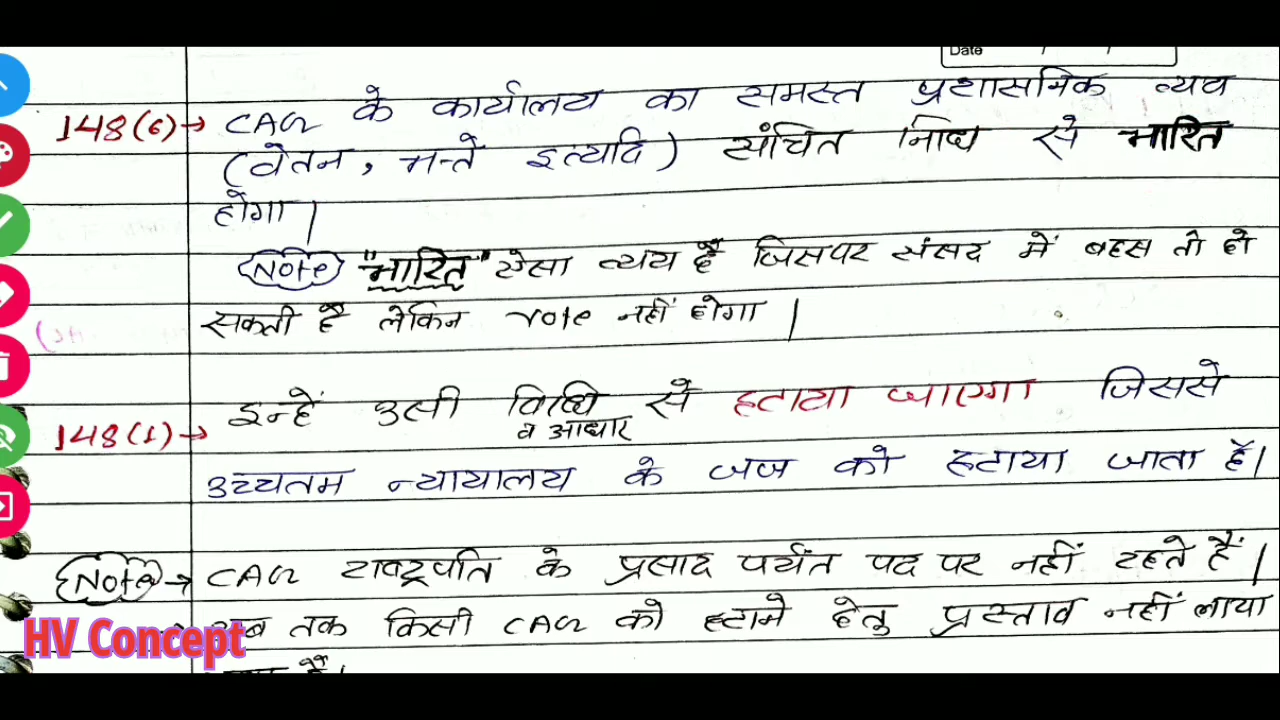 Date / /
148(6)→ CAG के कार्यालय का समस्त प्रशासनिक व्यय
(वेतन, भत्ते इत्यादि) संचित निधि से भारित
होगा |
Note "भारित" ऐसा व्यय है जिसपर संसद में बहस तो हो
सकती है लेकिन vote नहीं होगा |
इन्हें उसी विधि से हटाया जाएगा जिससे
व आधार
148(1)→
उच्चतम न्यायालय के जज को हटाया जाता है|
Note → CAG राष्ट्रपति के प्रसाद पर्यंत पद पर नहीं रहते हैं|
→ अब तक किसी CAG को हटाने हेतु प्रस्ताव नहीं लाया
HV Concept
है|